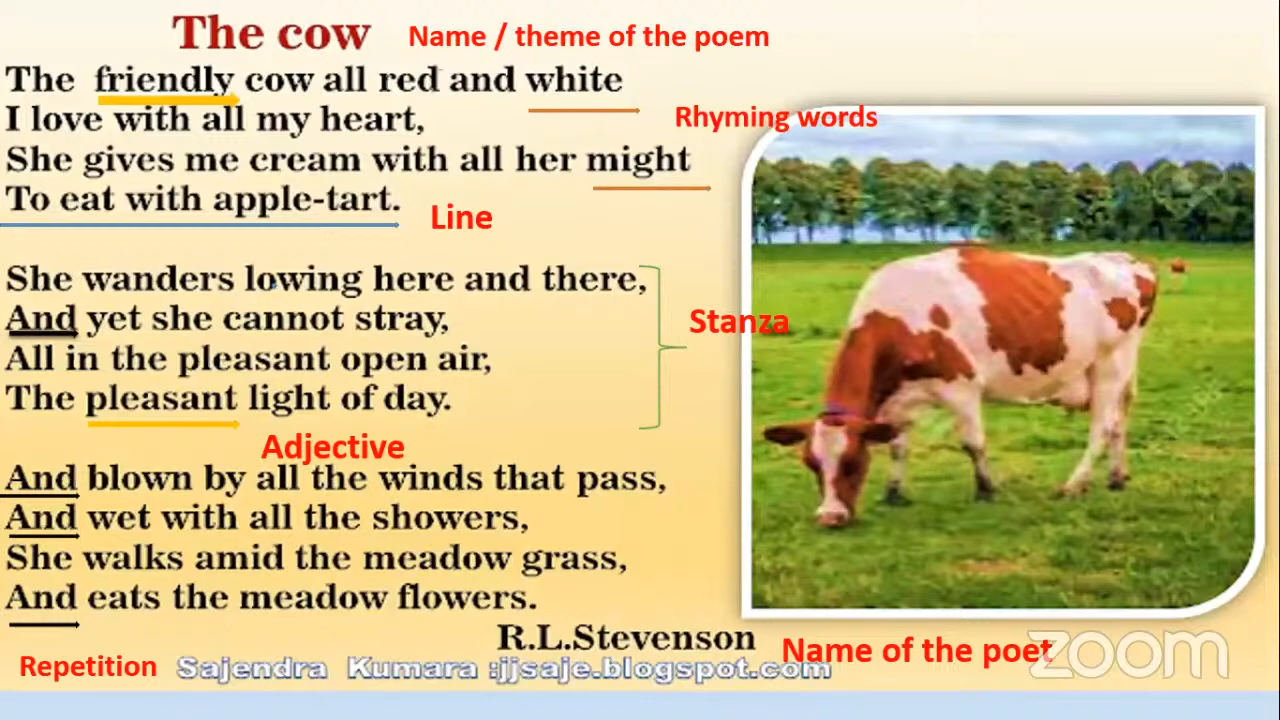 The cow Name / theme of the poem
The friendly cow all red and white
I love with all my heart,
Rhyming words
She gives me cream with all her might
To eat with apple-tart.
Line
She wanders lowing here and there,
And yet she cannot stray,
Stanza
All in the pleasant open air,
The pleasant light of day.
Adjective
And blown by all the winds that pass,
And wet with all the showers,
She walks amid the meadow grass,
And eats the meadow flowers.
R.L.Stevenson
Name of the poet
Repetition
Sajendra Kumara :jjsaje.blogspot.com
zoom